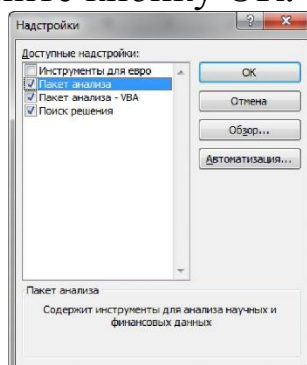 Надстройки
Доступные надстройки:
Инструменты для евро
Пакет анализа
Пакет анализа - VBA
Поиск решения
ОК
Отмена
Обзор...
Автоматизация...
Пакет анализа
Содержит инструменты для анализа научных и
финансовых данных